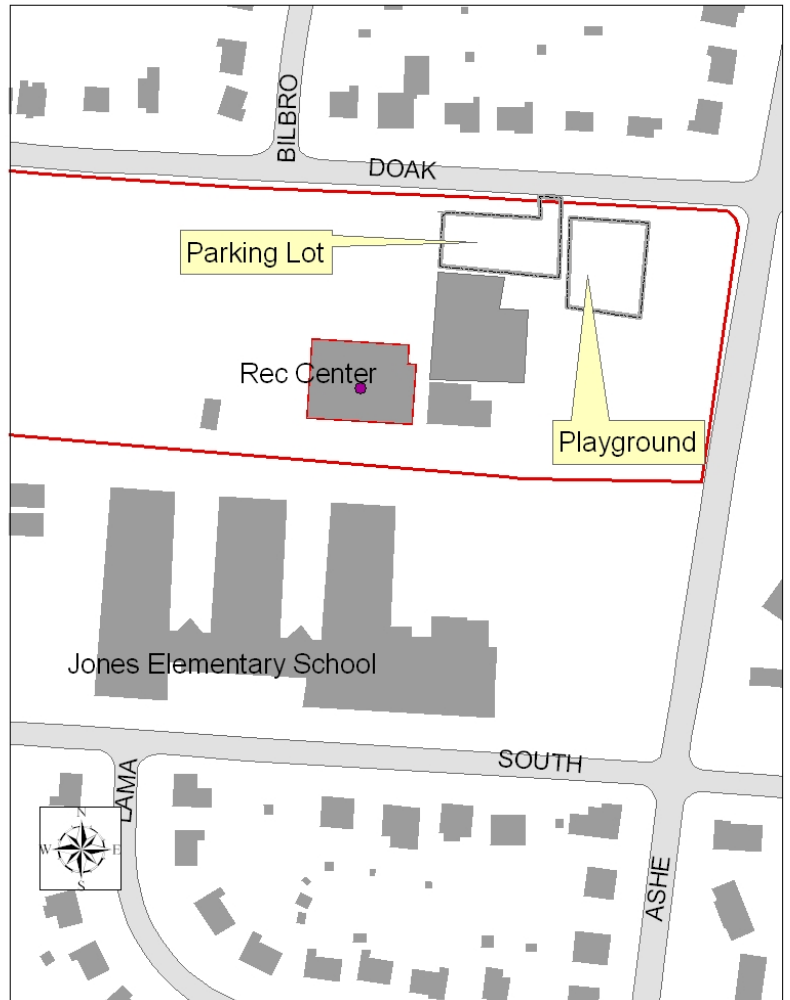 BILBRO
DOAK
Parking Lot
Rec Center
Playground
Jones Elementary School
SOUTH
LAMA
N
W E
S
ASHE